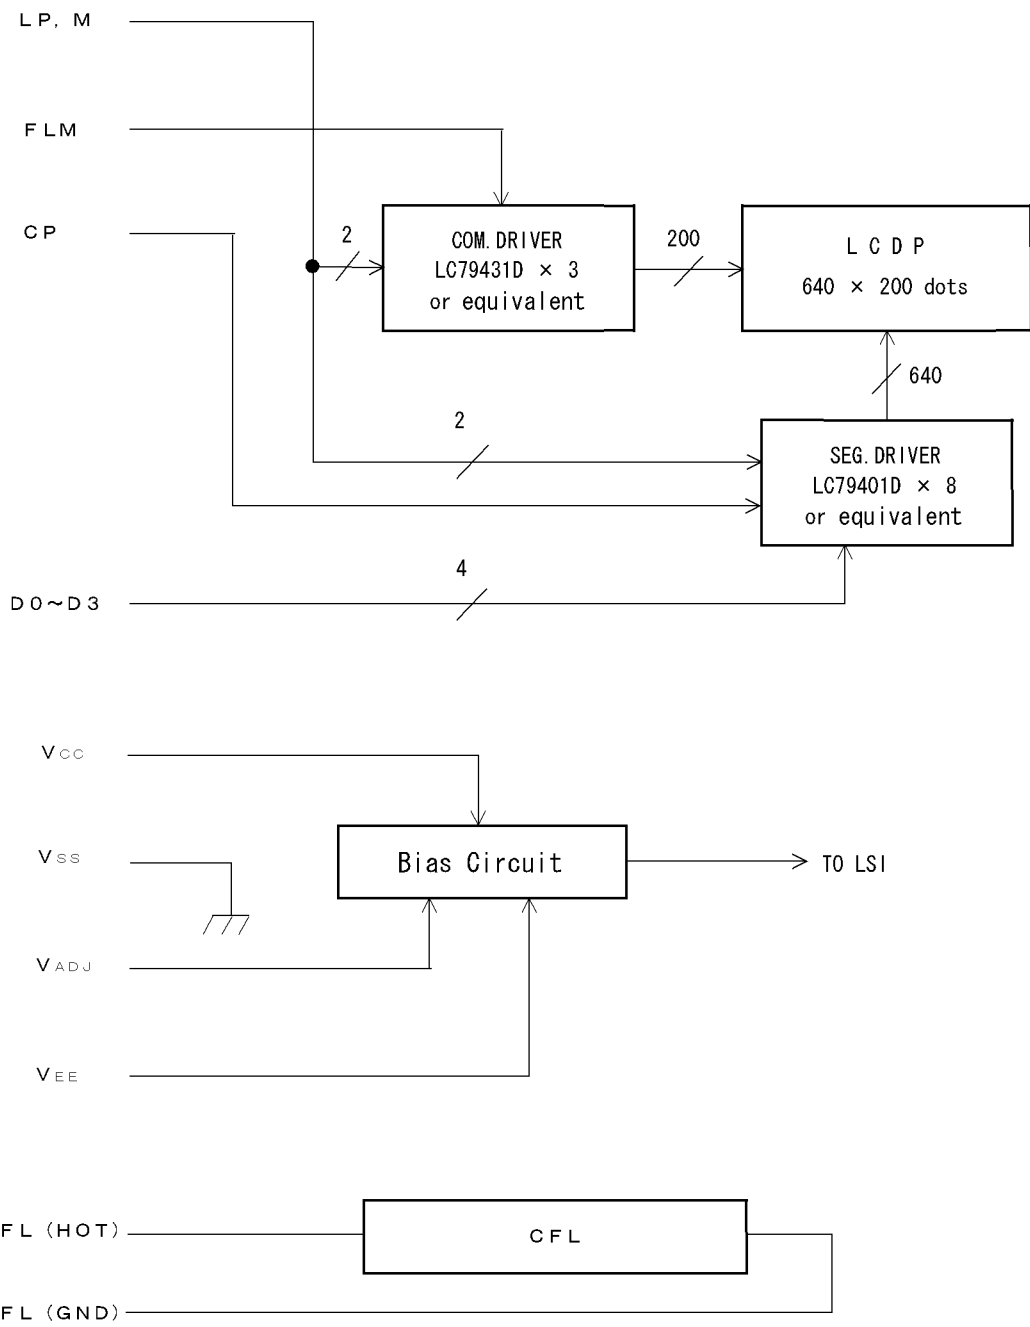 LP, M
FLM
CP
2
COM. DRIVER
LC79431D × 3
or equivalent
200
LCDP
640 × 200 dots
640
2
SEG. DRIVER
LC79401D × 8
or equivalent
4
D0~D3
VCC
VSS
Bias Circuit
TO LSI
VADJ
VEE
FL (HOT)
CFL
FL (GND)